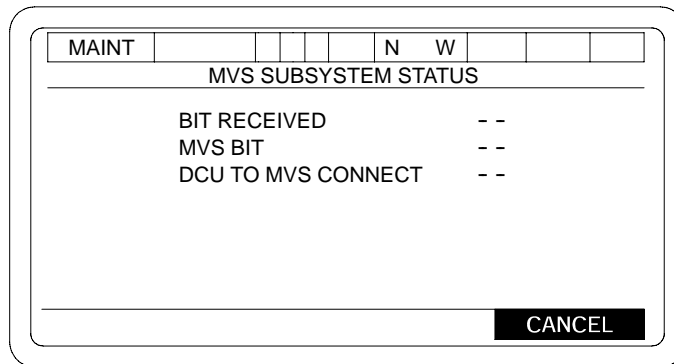 MAINT N W
MVS SUBSYSTEM STATUS
BIT RECEIVED - -
MVS BIT - -
DCU TO MVS CONNECT - -
CANCEL